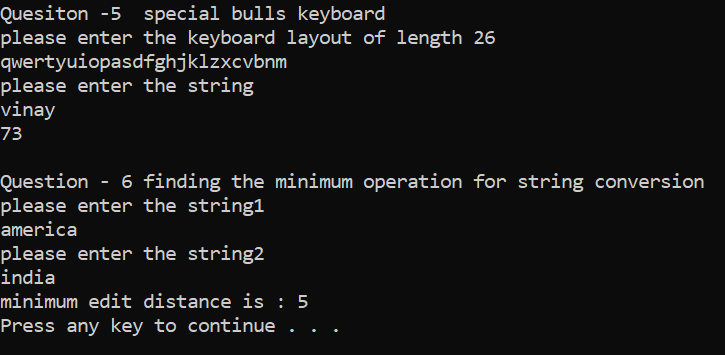 Quesiton -5  special bulls keyboard
please enter the keyboard layout of length 26
qwertyuiopasdfghjklzxcvbnm
please enter the string
vinay
73
Question - 6 finding the minimum operation for string conversion
please enter the string1
america
please enter the string2
india
minimum edit distance is : 5
Press any key to continue . . .